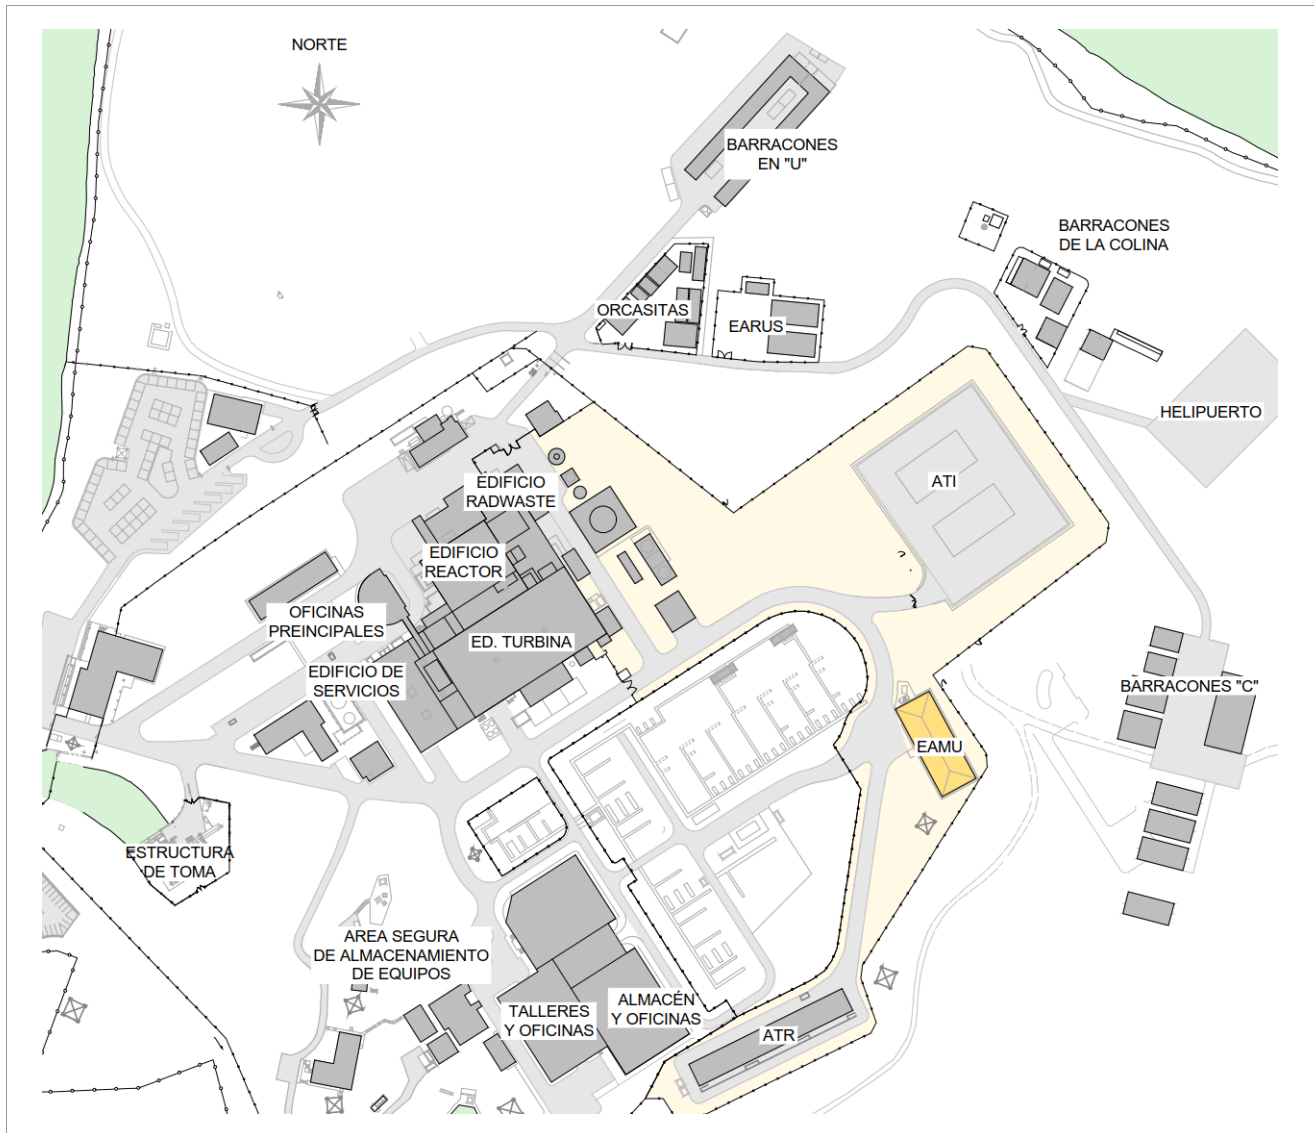 NORTE
BARRACONES
EN "U"
BARRACONES
DE LA COLINA
ORCASITAS
EARUS
HELIPUERTO
ATI
EDIFICIO
RADWASTE
EDIFICIO
REACTOR
OFICINAS
PREINCIPALES
ED. TURBINA
EDIFICIO DE
SERVICIOS
BARRACONES "C"
EAMU
ESTRUCTURA
DE TOMA
AREA SEGURA
DE ALMACENAMIENTO
DE EQUIPOS
TALLERES
Y OFICINAS
ALMACÉN
Y OFICINAS
ATR